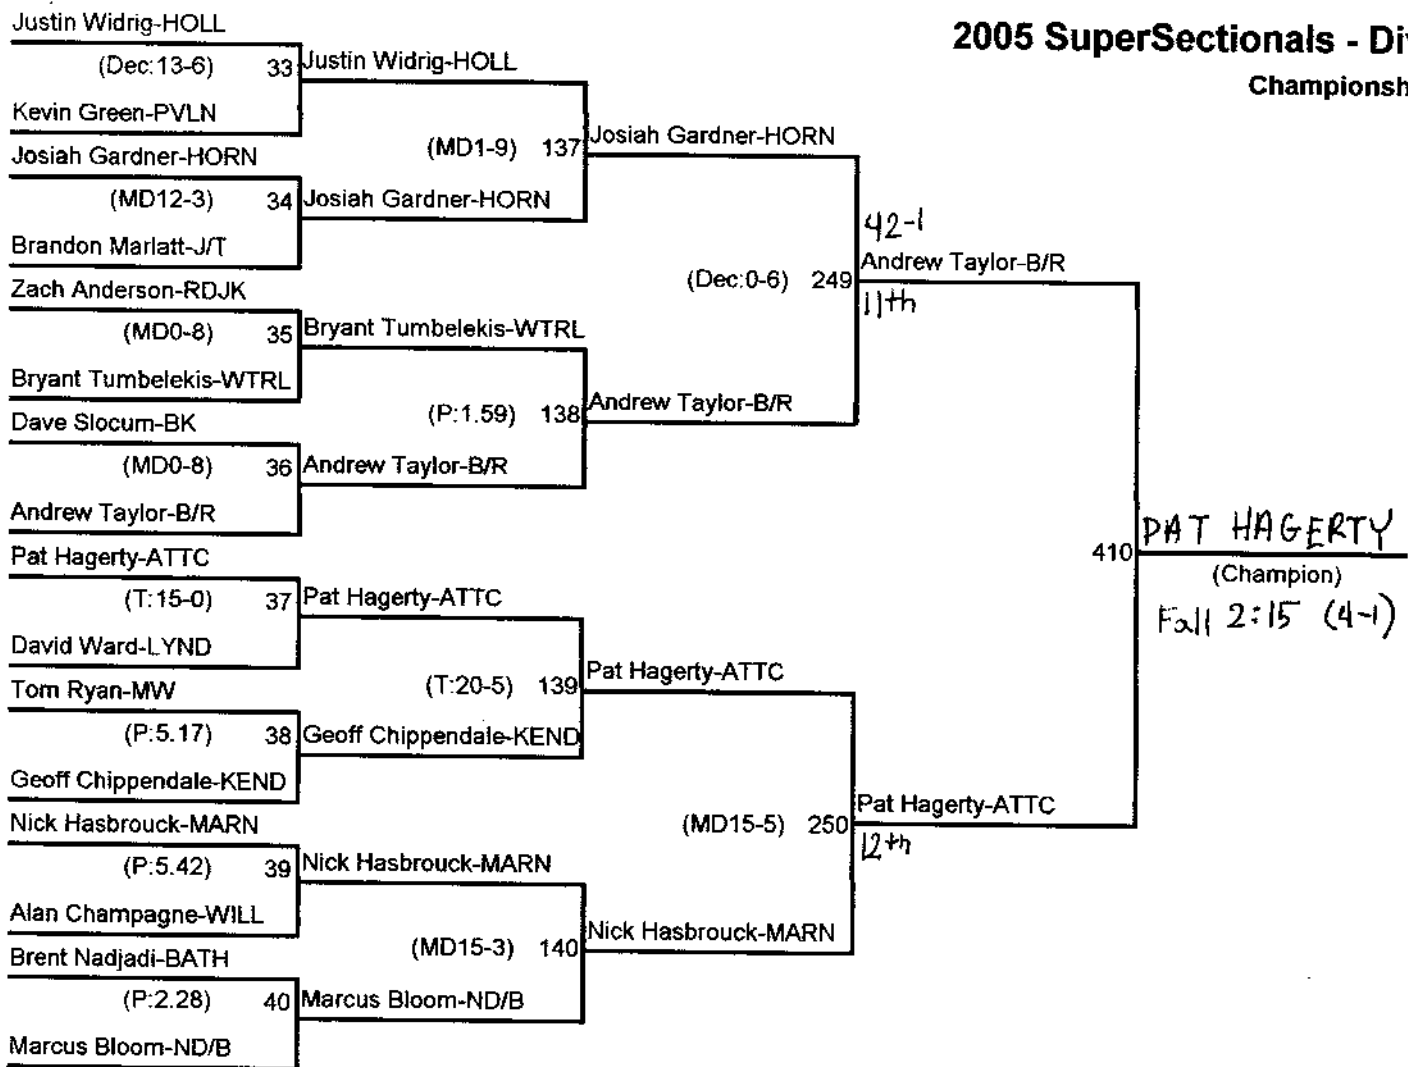 2005 SuperSectionals - Div
Championsh
Justin Widrig-HOLL
(Dec:13-6) 33
Kevin Green-PVLN
Justin Widrig-HOLL
Josiah Gardner-HORN
(MD12-3) 34
Brandon Marlatt-J/T
Josiah Gardner-HORN
(MD1-9) 137
Josiah Gardner-HORN
Zach Anderson-RDJK
(MD0-8) 35
Bryant Tumbelekis-WTRL
Bryant Tumbelekis-WTRL
Dave Slocum-BK
(MD0-8) 36
Andrew Taylor-B/R
Andrew Taylor-B/R
(P:1.59) 138
Andrew Taylor-B/R
(Dec:0-6) 249
42-1
Andrew Taylor-B/R
11th
Pat Hagerty-ATTC
(T:15-0) 37
David Ward-LYND
Pat Hagerty-ATTC
Tom Ryan-MW
(P:5.17) 38
Geoff Chippendale-KEND
Geoff Chippendale-KEND
(T:20-5) 139
Pat Hagerty-ATTC
Nick Hasbrouck-MARN
(P:5.42) 39
Alan Champagne-WILL
Nick Hasbrouck-MARN
Brent Nadjadi-BATH
(P:2.28) 40
Marcus Bloom-ND/B
Marcus Bloom-ND/B
(MD15-3) 140
Nick Hasbrouck-MARN
(MD15-5) 250
Pat Hagerty-ATTC
12th
410
PAT HAGERTY
(Champion)
Fall 2:15 (4-1)